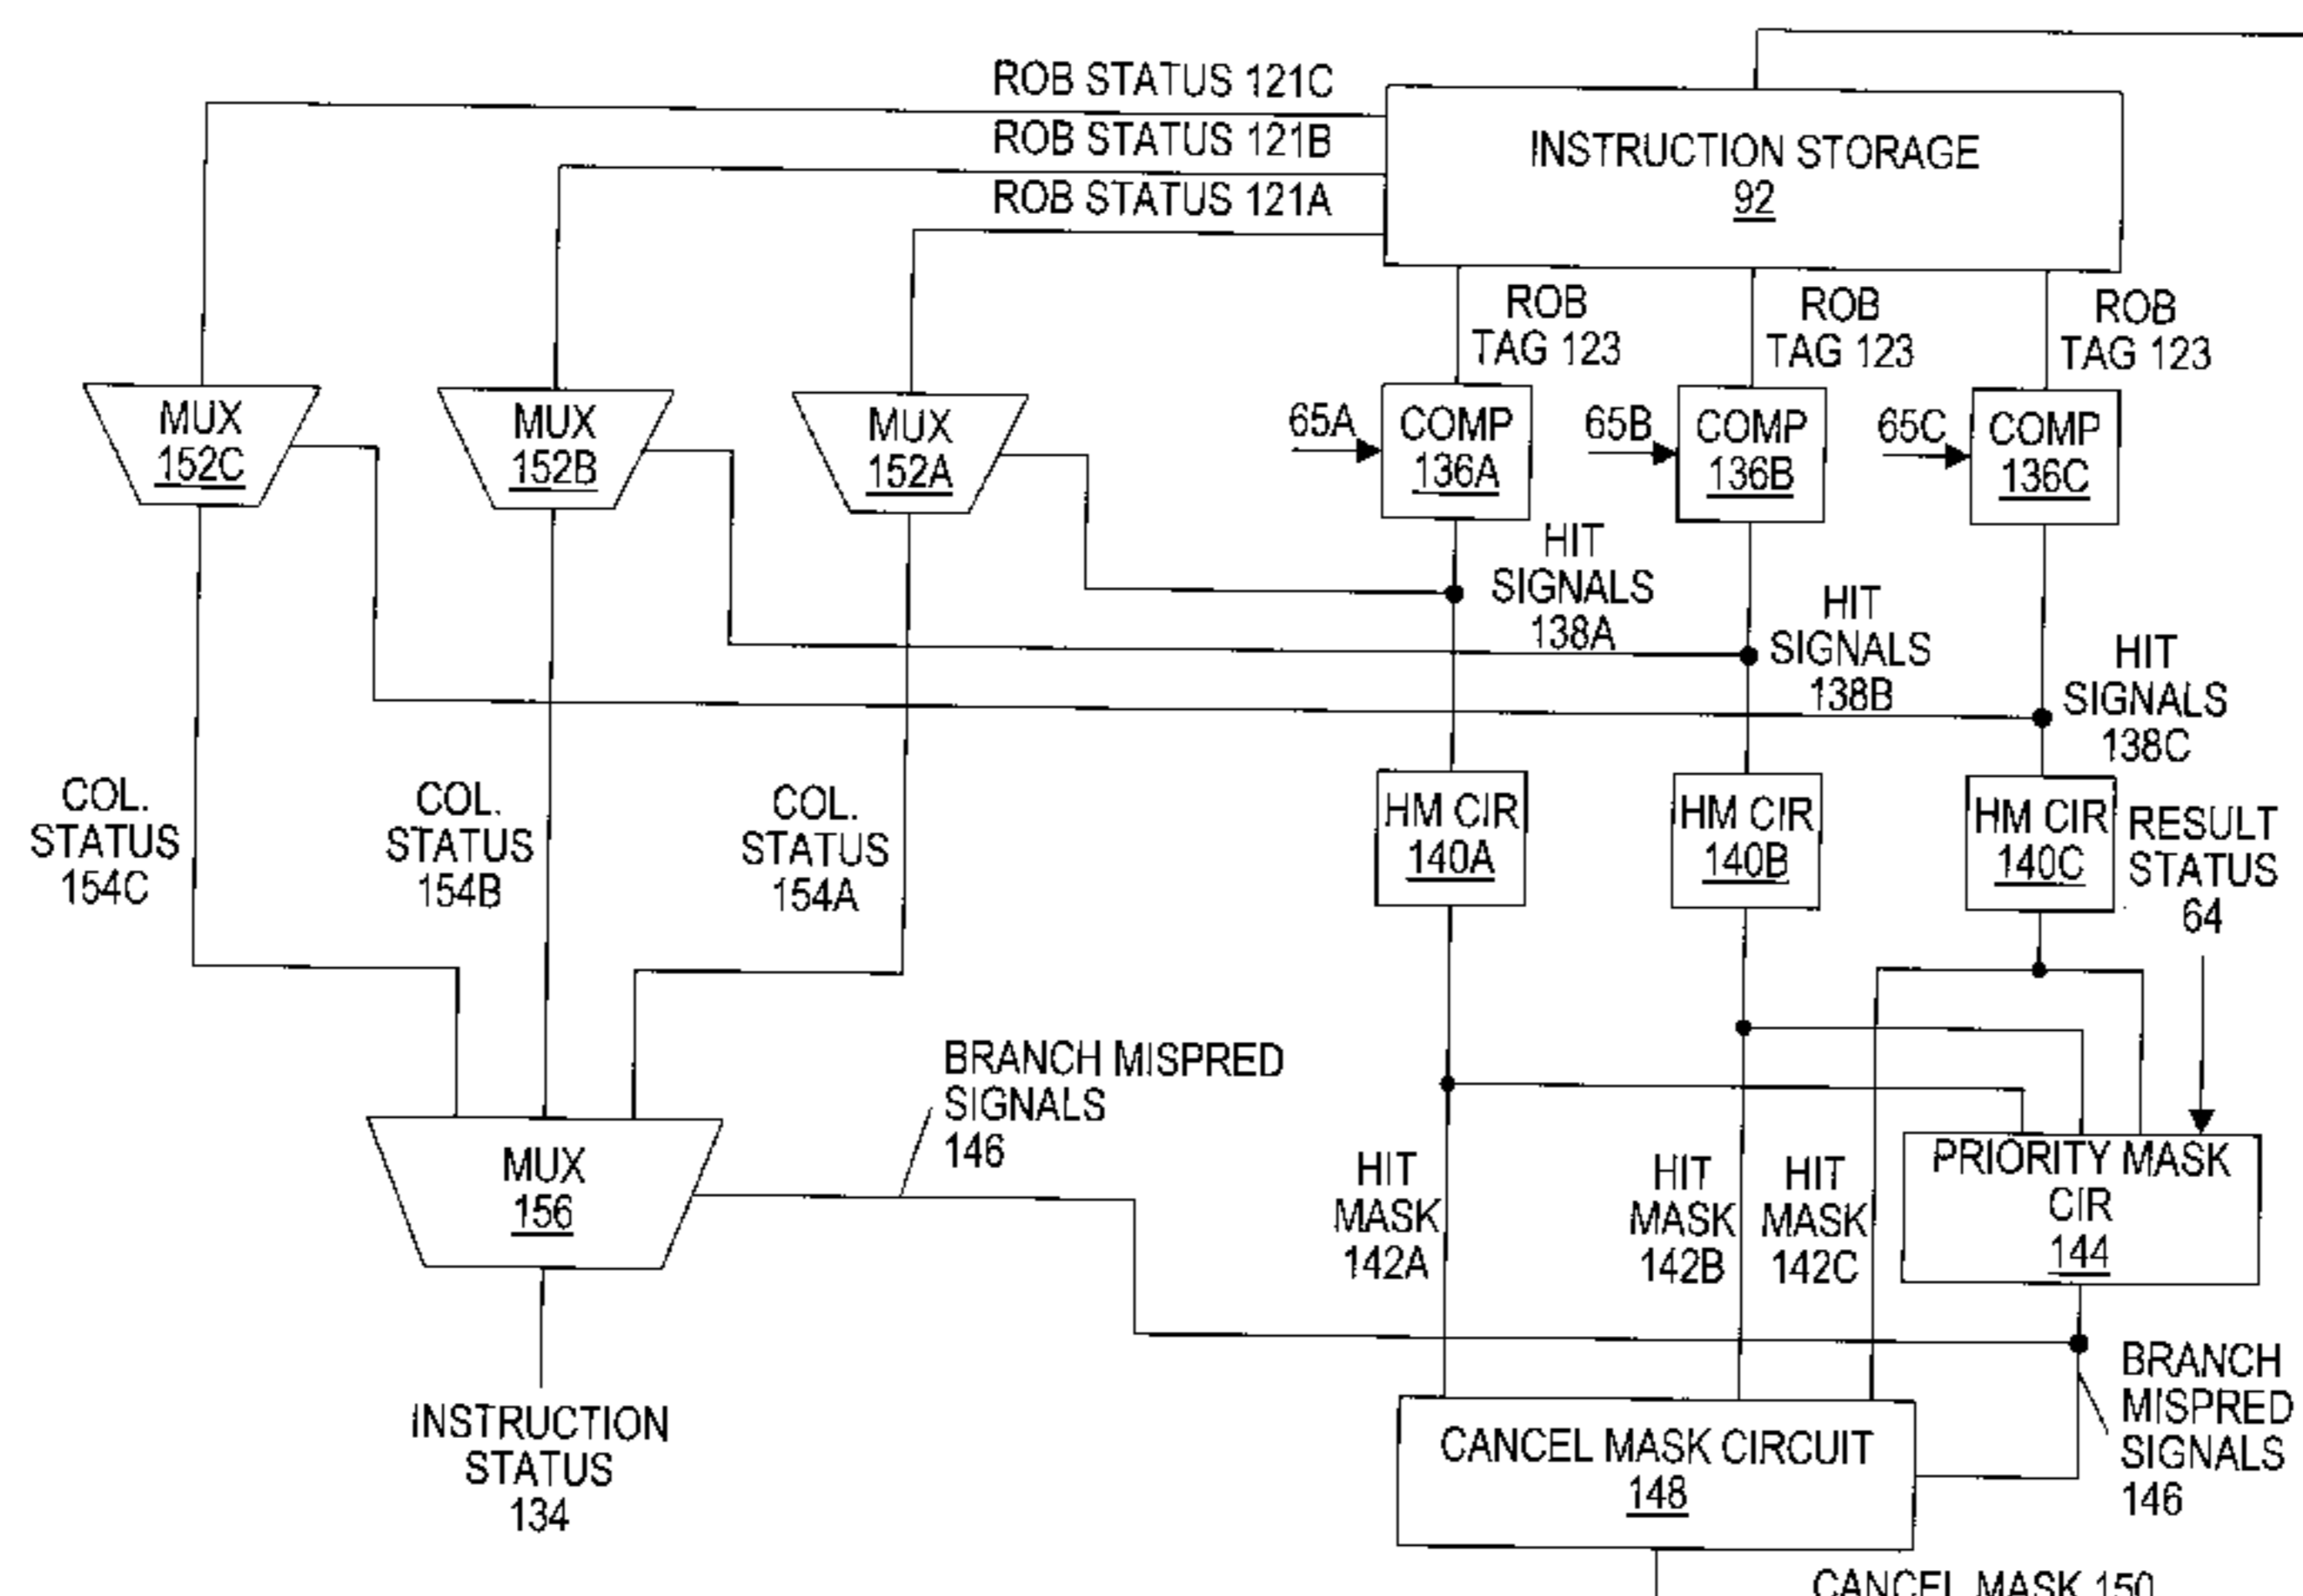 ROB STATUS 121C
ROB STATUS 121B
ROB STATUS 121A
INSTRUCTION STORAGE
92
ROB
TAG 123
ROB
TAG 123
ROB
TAG 123
MUX
152C
MUX
152B
MUX
152A
65A
COMP
136A
65B
COMP
136B
65C
COMP
136C
HIT
SIGNALS
138A
HIT
SIGNALS
138B
HIT
SIGNALS
138C
COL.
STATUS
154C
COL.
STATUS
154B
COL.
STATUS
154A
HM CIR
140A
HM CIR
140B
HM CIR
140C
RESULT
STATUS
64
BRANCH MISPRED
SIGNALS
146
MUX
156
HIT
MASK
142A
HIT
MASK
142B
HIT
MASK
142C
PRIORITY MASK
CIR
144
INSTRUCTION
STATUS
134
CANCEL MASK CIRCUIT
148
BRANCH
MISPRED
SIGNALS
146
CANCEL MASK 150